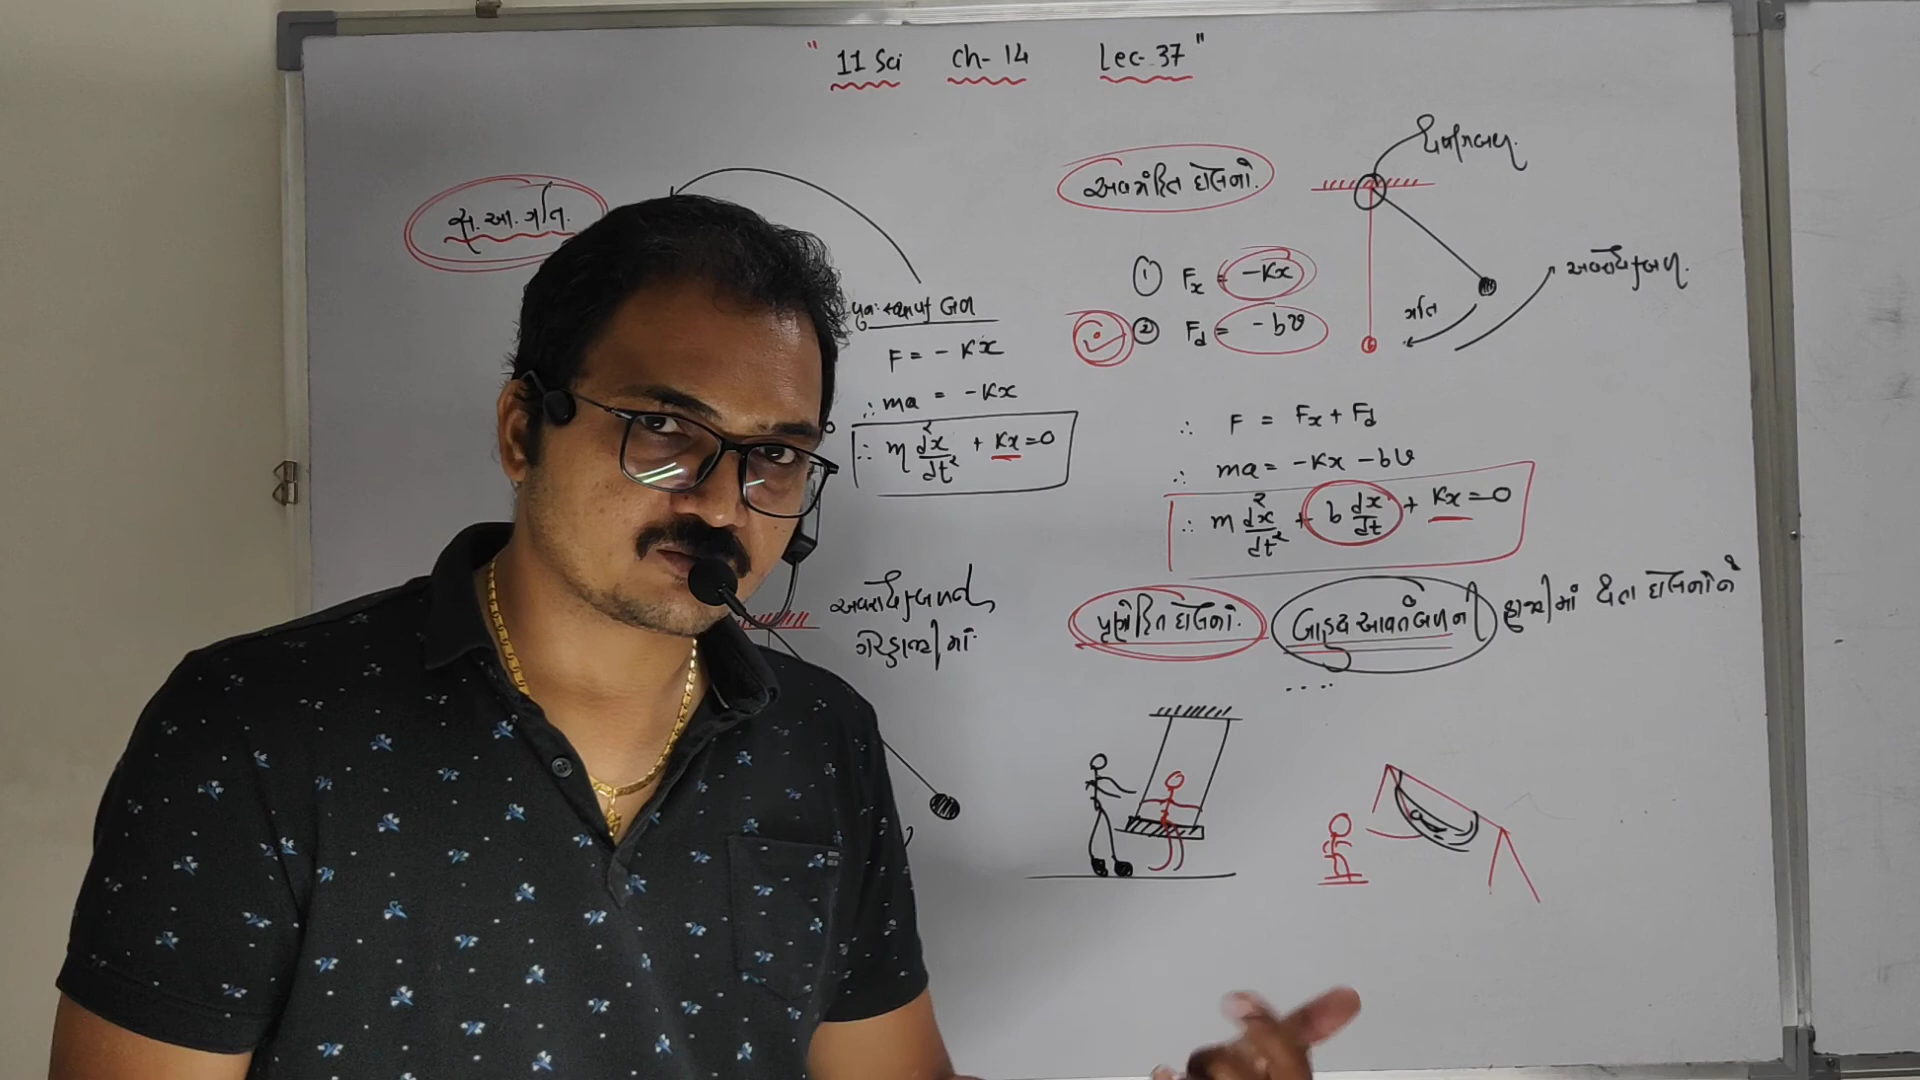 " 11 Sci Ch- 14 Lec- 37 "
સ.આ. ગતિ.
પુનઃસ્થાપક બળ
F = - Kx
∴ ma = - Kx
∴ m d²x/dt² + Kx = 0
અવરોધક બળની
ગેરહાજરીમાં
અવમંદિત દોલનો.
ઘર્ષણબળ.
① Fx = -Kx
② Fd = - bv
ગતિ
અવરોધકબળ.
∴ F = Fx + Fd
∴ ma = -Kx - bv
∴ m d²x/dt² + b dx/dt + Kx = 0
પ્રણોદિત દોલનો. બાહ્ય આવર્તબળની હાજરીમાં થતા દોલનોને
....